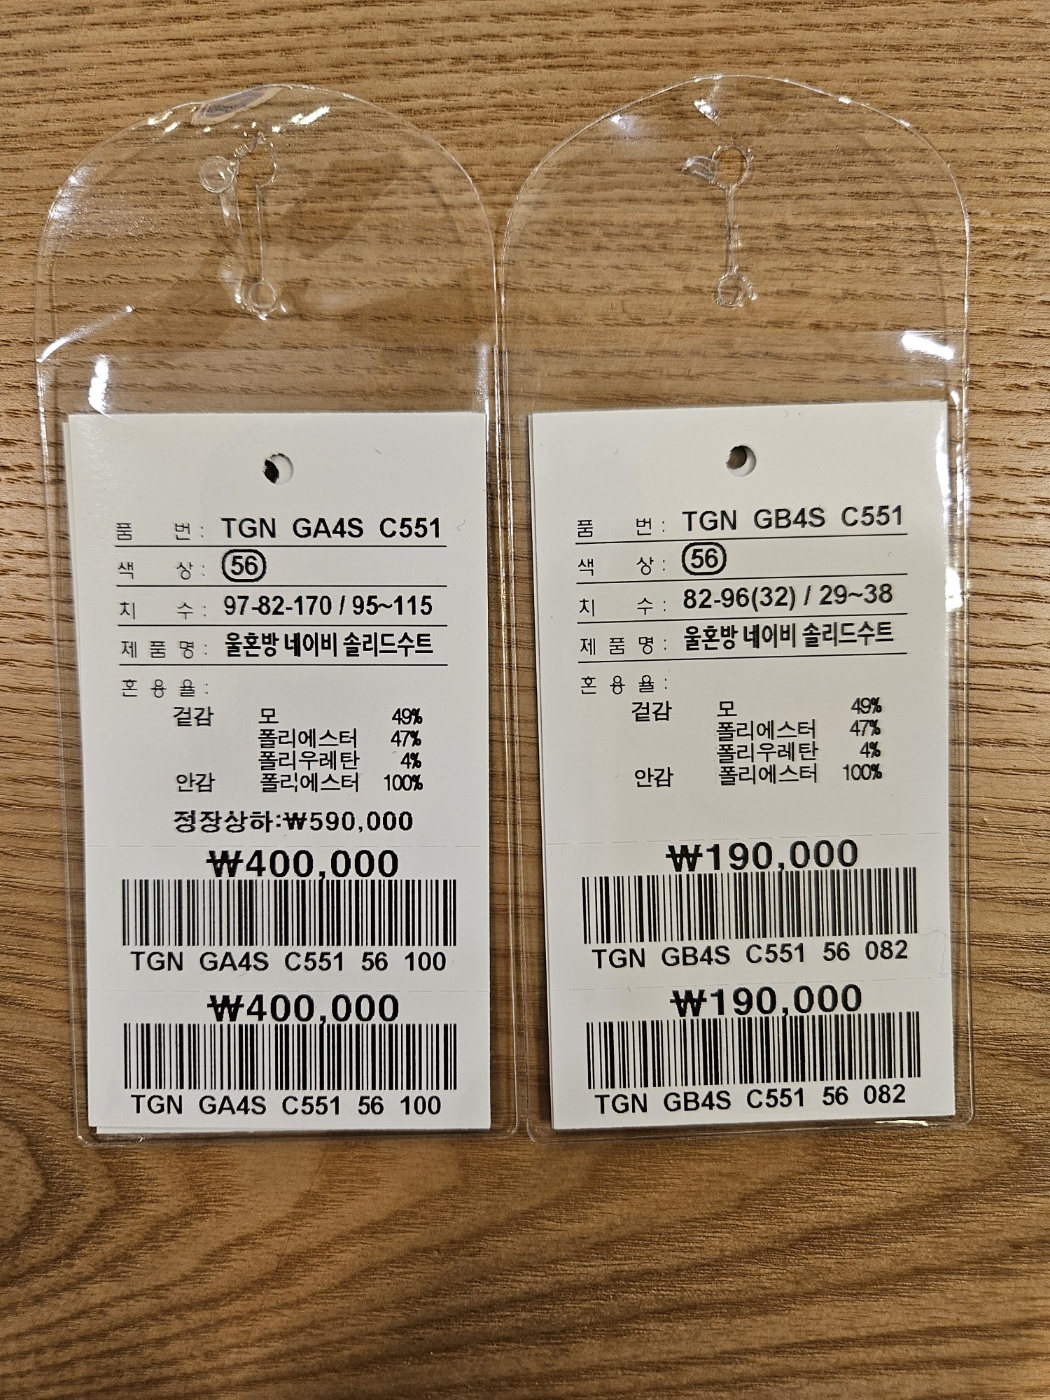 품 번 : TGN GA4S C551
색 상 : 56
치 수 : 97-82-170 / 95~115
제 품 명 : 울혼방 네이비 솔리드수트
혼 용 율 :
겉감 모 49%
폴리에스터 47%
폴리우레탄 4%
안감 폴리에스터 100%
정장상하:₩590,000
₩400,000
TGN GA4S C551 56 100
₩400,000
TGN GA4S C551 56 100
품 번 : TGN GB4S C551
색 상 : 56
치 수 : 82-96(32) / 29~38
제 품 명 : 울혼방 네이비 솔리드수트
혼 용 율 :
겉감 모 49%
폴리에스터 47%
폴리우레탄 4%
안감 폴리에스터 100%
₩190,000
TGN GB4S C551 56 082
₩190,000
TGN GB4S C551 56 082